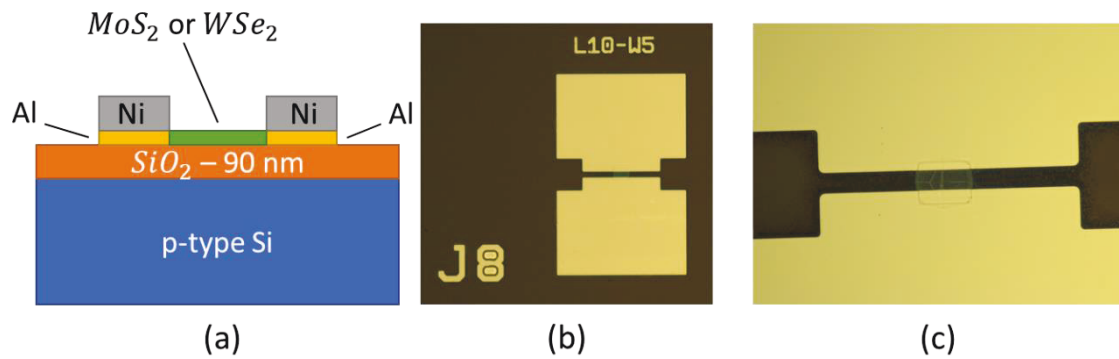 MoS2 or WSe2
Al
Ni
Ni
Al
SiO2 – 90 nm
p-type Si
(a)
L10-W5
J8
(b)
(c)